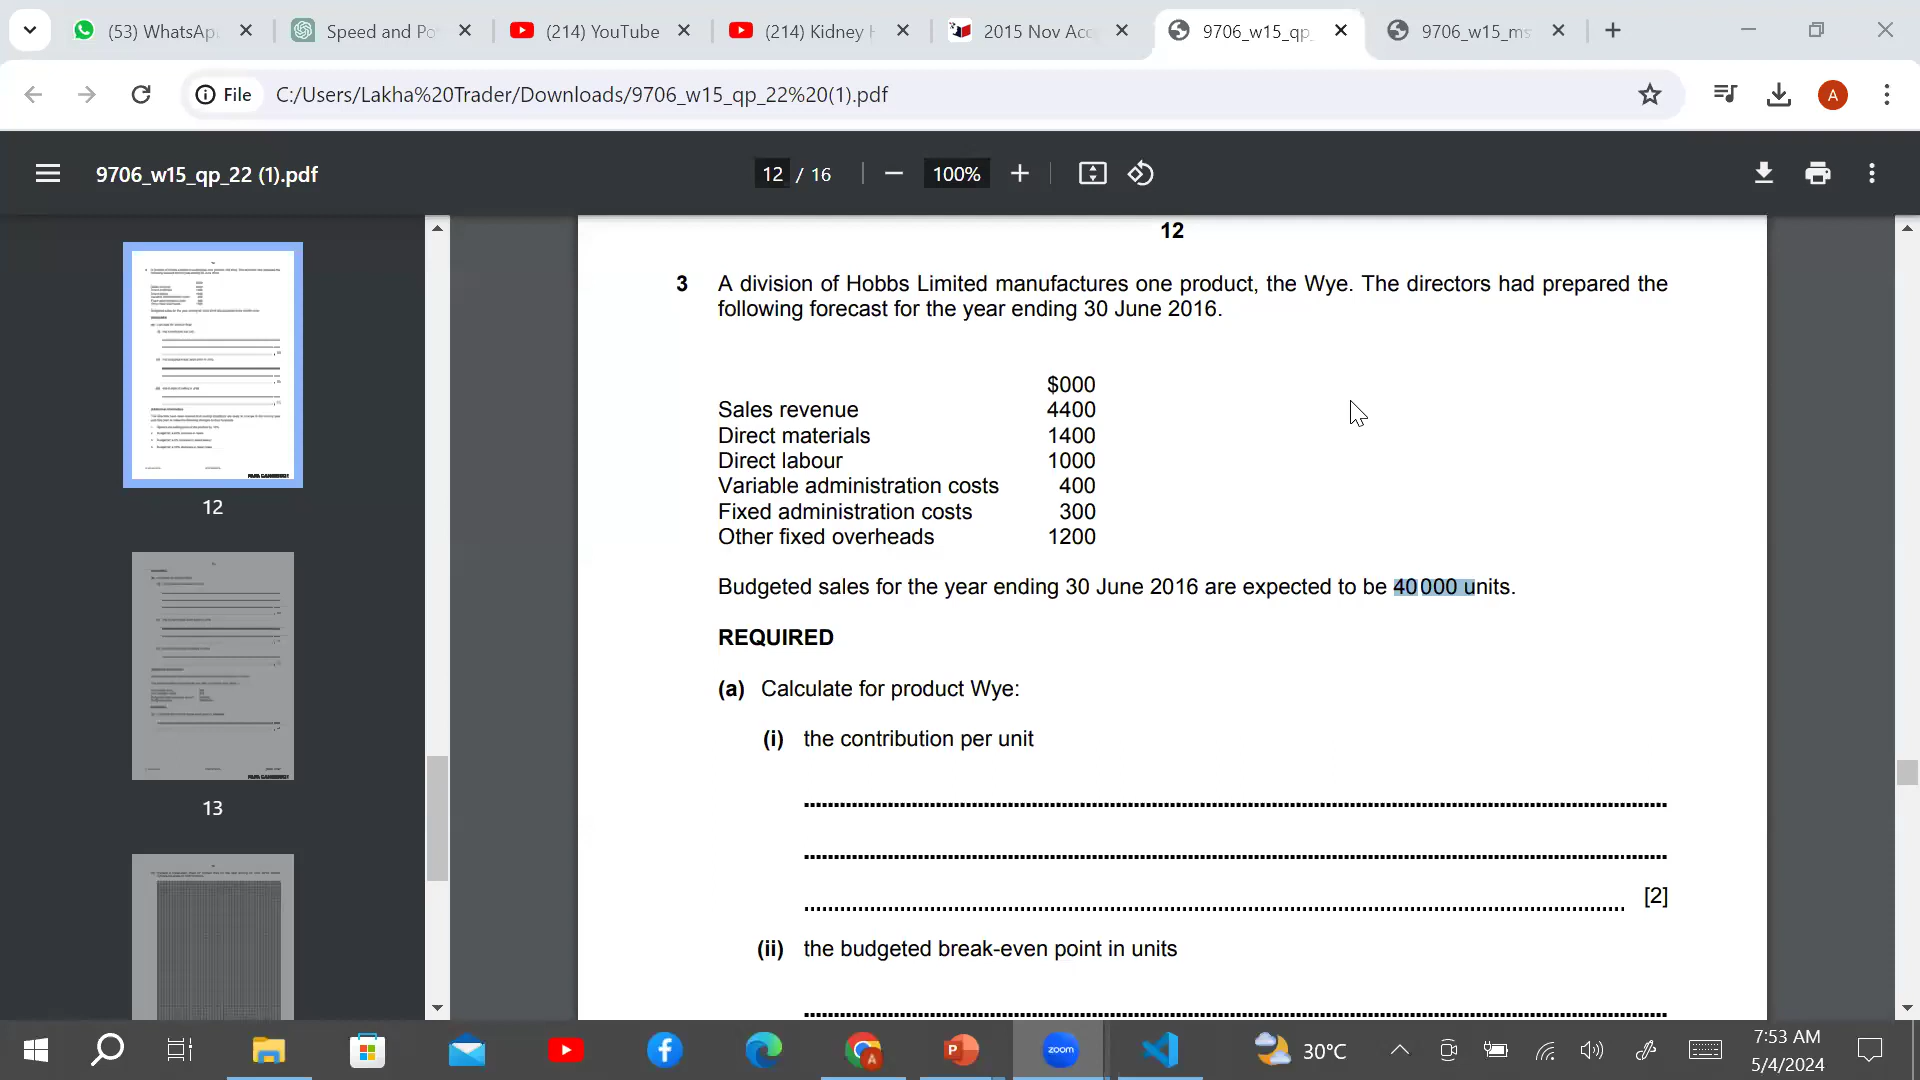 (53) WhatsAp
Speed and Po
(214) YouTube
(214) Kidney
2015 Nov Acc
9706_w15_qp_
9706_w15_ms
File
C:/Users/Lakha%20Trader/Downloads/9706_w15_qp_22%20(1).pdf
A
9706_w15_qp_22 (1).pdf
12 / 16
100%
12
3 A division of Hobbs Limited manufactures one product, the Wye. The directors had prepared the
following forecast for the year ending 30 June 2016.
$000
Sales revenue 4400
Direct materials 1400
Direct labour 1000
Variable administration costs 400
Fixed administration costs 300
Other fixed overheads 1200
Budgeted sales for the year ending 30 June 2016 are expected to be 40 000 units.
REQUIRED
(a) Calculate for product Wye:
(i) the contribution per unit
[2]
(ii) the budgeted break-even point in units
12
13
zoom
30°C
7:53 AM
5/4/2024